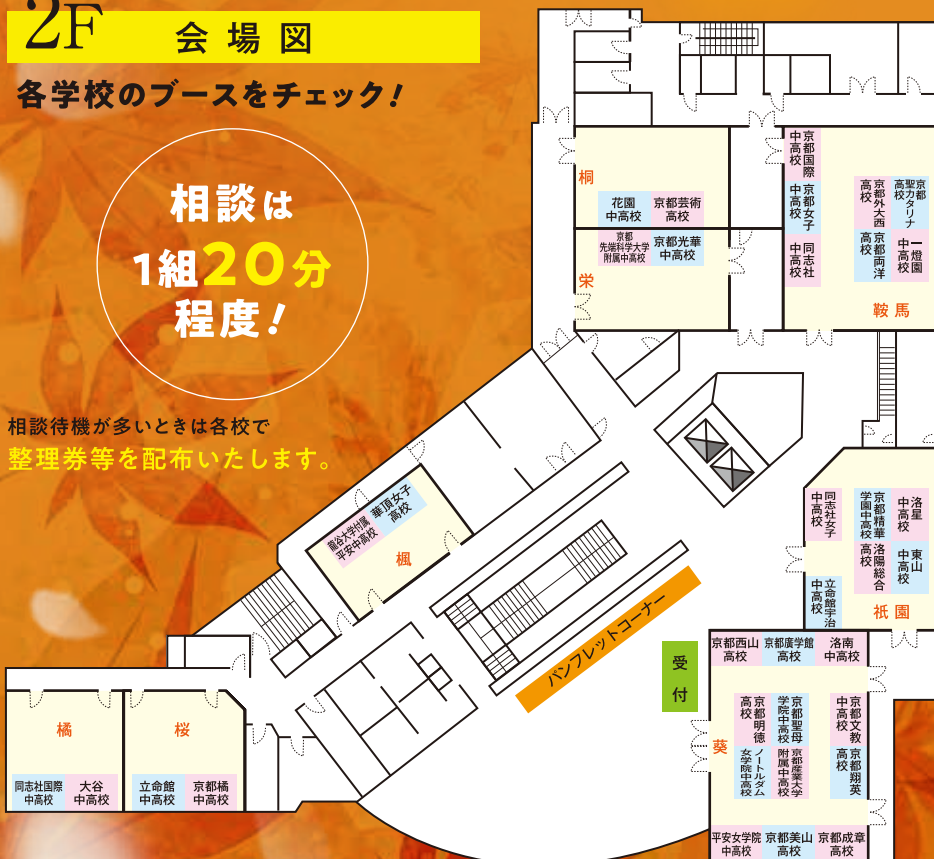 2F
会場図
各学校のブースをチェック!
相談は
1組20分
程度!
相談待機が多いときは各校で
整理券等を配布いたします。
桐
花園
中高校
京都芸術
高校
京都
先端科学大学
附属中高校
京都光華
中高校
栄
京都国際
中高校
京都女子
中高校
同志社
中高校
京都外大西
高校
京都
聖カタリナ
高校
京都両洋
高校
一燈園
中高校
鞍馬
龍谷大学付属
平安中高校
華頂女子
高校
楓
同志社女子
中高校
京都精華
学園中高校
洛星
中高校
洛陽総合
高校
東山
中高校
立命館宇治
中高校
祇園
パンフレットコーナー
受付
京都西山
高校
京都廣学館
高校
洛南
中高校
京都明徳
高校
京都聖母
学院中高校
京都文教
中高校
葵
ノートルダム
女学院中高校
京都産業大学
附属中高校
京都翔英
高校
平安女学院
中高校
京都美山
高校
京都成章
高校
橘
同志社国際
中高校
大谷
中高校
桜
立命館
中高校
京都橘
中高校